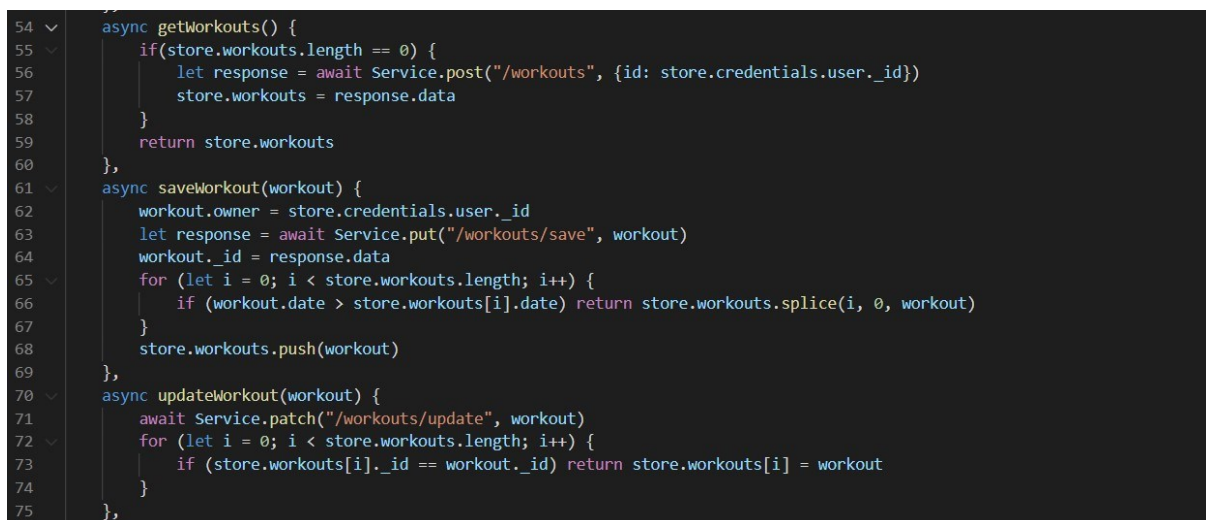 54 async getWorkouts() {
55 if(store.workouts.length == 0) {
56 let response = await Service.post("/workouts", {id: store.credentials.user._id})
57 store.workouts = response.data
58 }
59 return store.workouts
60 },
61 async saveWorkout(workout) {
62 workout.owner = store.credentials.user._id
63 let response = await Service.put("/workouts/save", workout)
64 workout._id = response.data
65 for (let i = 0; i < store.workouts.length; i++) {
66 if (workout.date > store.workouts[i].date) return store.workouts.splice(i, 0, workout)
67 }
68 store.workouts.push(workout)
69 },
70 async updateWorkout(workout) {
71 await Service.patch("/workouts/update", workout)
72 for (let i = 0; i < store.workouts.length; i++) {
73 if (store.workouts[i]._id == workout._id) return store.workouts[i] = workout
74 }
75 },